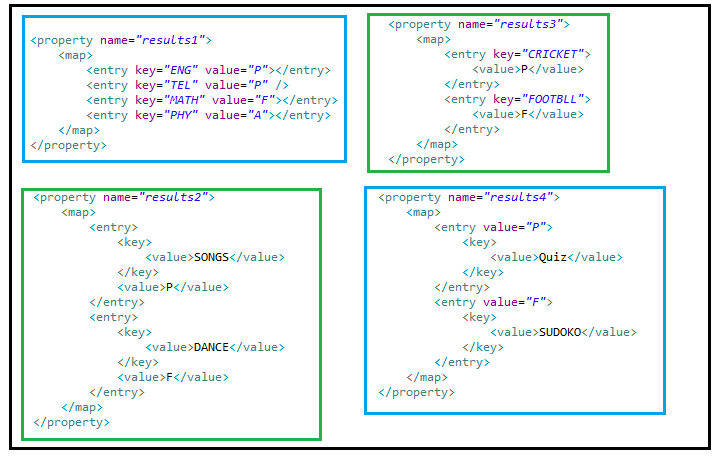 <property name="results1">
<map>
<entry key="ENG" value="P"></entry>
<entry key="TEL" value="P" />
<entry key="MATH" value="F"></entry>
<entry key="PHY" value="A"></entry>
</map>
</property>
<property name="results3">
<map>
<entry key="CRICKET">
<value>P</value>
</entry>
<entry key="FOOTBLL">
<value>F</value>
</entry>
</map>
</property>
<property name="results2">
<map>
<entry>
<key>
<value>SONGS</value>
</key>
<value>P</value>
</entry>
<entry>
<key>
<value>DANCE</value>
</key>
<value>F</value>
</entry>
</map>
</property>
<property name="results4">
<map>
<entry value="P">
<key>
<value>Quiz</value>
</key>
</entry>
<entry value="F">
<key>
<value>SUDOKO</value>
</key>
</entry>
</map>
</property>